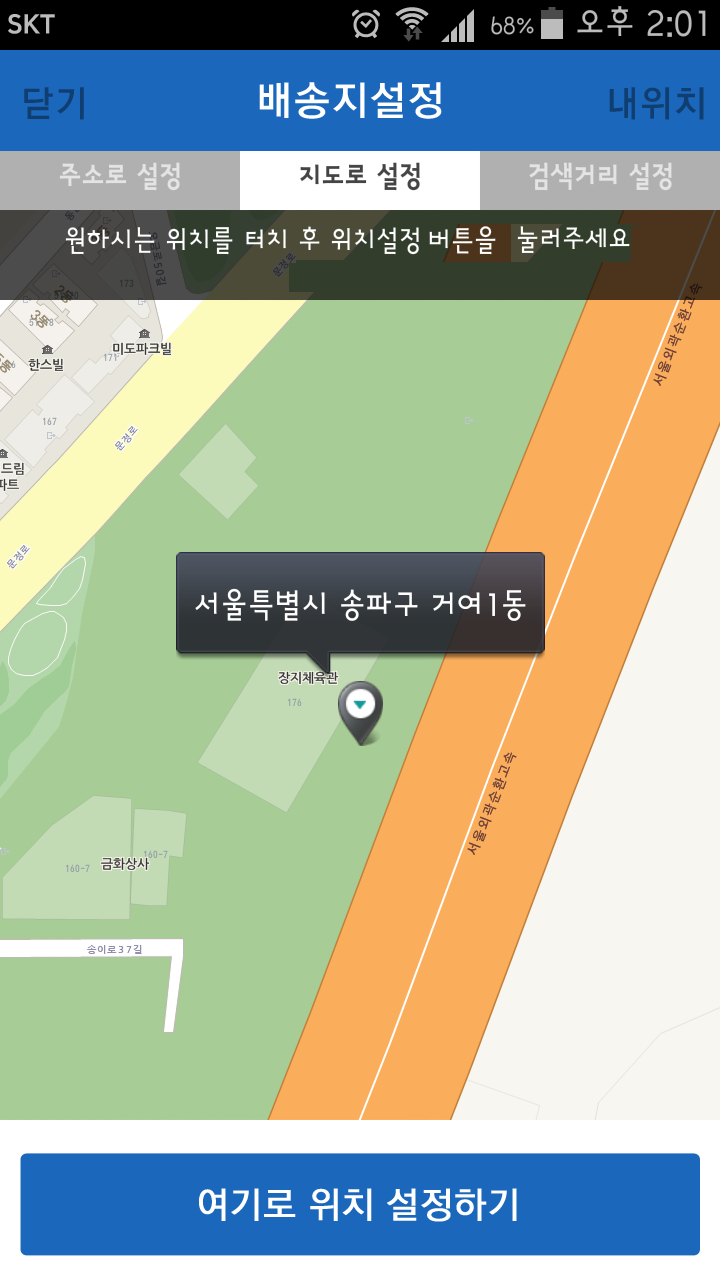 SKT 68% 오후 2:01
닫기 배송지설정 내위치
주소로 설정 지도로 설정 검색거리 설정
원하시는 위치를 터치 후 위치설정 버튼을 눌러주세요
문정로
173
서울외곽순환고속
미도파크빌
171
한스빌
167
문정로
드림
파트
문정로
서울특별시 송파구 거여1동
장지체육관
176
서울외곽순환고속
160-7
160-7 금화상사
송이로37길
여기로 위치 설정하기